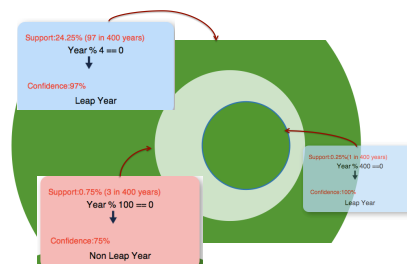 Support:24.25% (97 in 400 years)
Year % 4 ==0
Confidence:97%
Leap Year
Support:0.25%(1 in 400 years)
Year % 400 ==0
Confidence:100%
Leap Year
Support:0.75% (3 in 400 years)
Year % 100 ==0
Confidence:75%
Non Leap Year